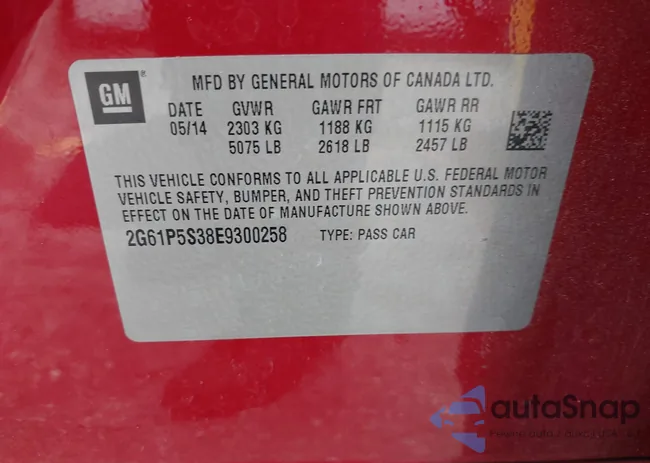 GM
MFD BY GENERAL MOTORS OF CANADA LTD.
DATE GVWR GAWR FRT GAWR RR
05/14 2303 KG 1188 KG 1115 KG
5075 LB 2618 LB 2457 LB
THIS VEHICLE CONFORMS TO ALL APPLICABLE U.S. FEDERAL MOTOR
VEHICLE SAFETY, BUMPER, AND THEFT PREVENTION STANDARDS IN
EFFECT ON THE DATE OF MANUFACTURE SHOWN ABOVE.
2G61P5S38E9300258 TYPE: PASS CAR
autaSnap